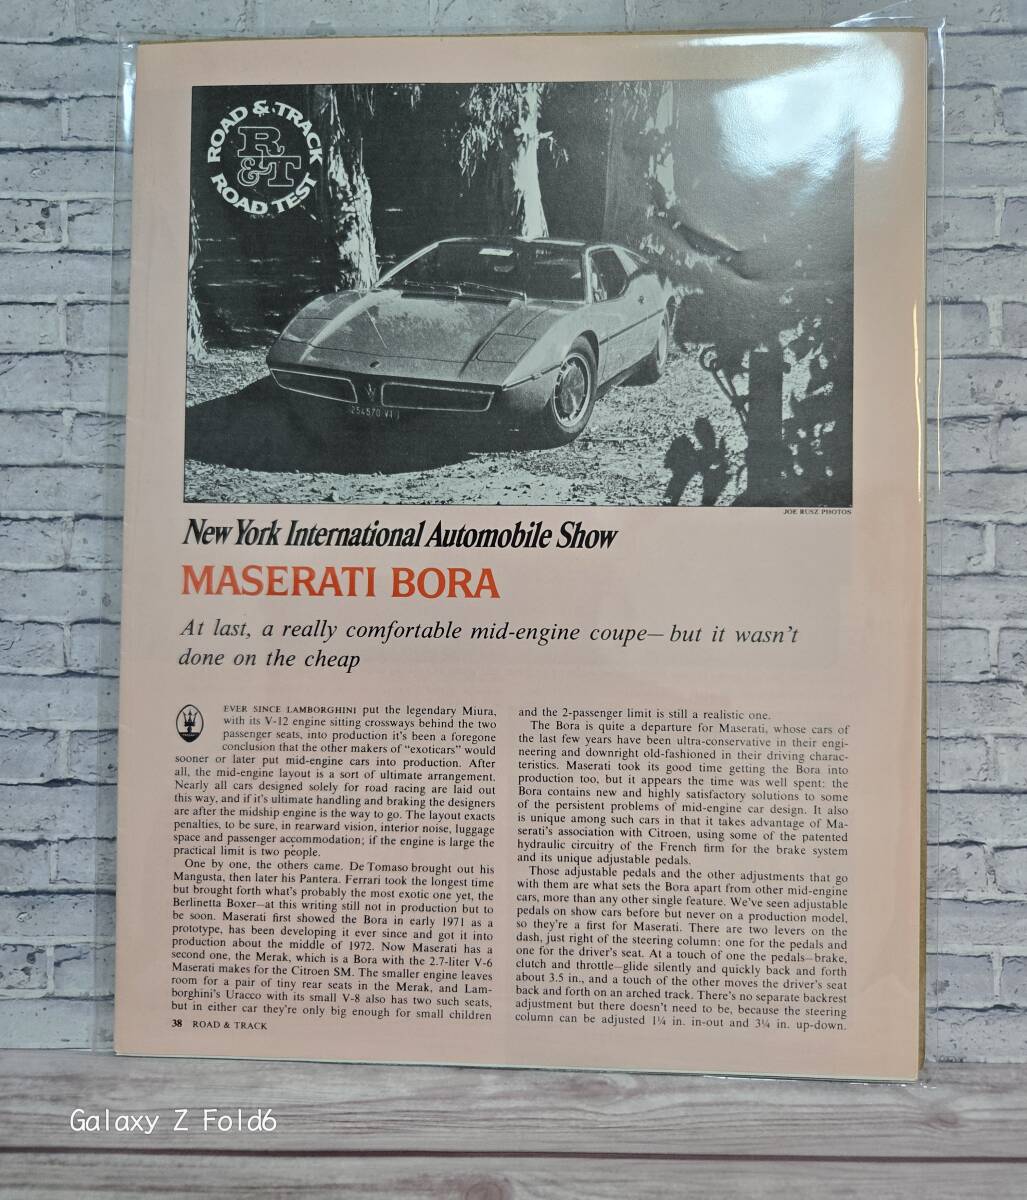 ROAD & TRACK
R&T
ROAD TEST
254570 VI
JOE RUSZ PHOTOS
New York International Automobile Show
MASERATI BORA
At last, a really comfortable mid-engine coupe—but it wasn't
done on the cheap
EVER SINCE LAMBORGHINI put the legendary Miura,
with its V-12 engine sitting crossways behind the two
passenger seats, into production it's been a foregone
conclusion that the other makers of "exoticars" would
sooner or later put mid-engine cars into production. After
all, the mid-engine layout is a sort of ultimate arrangement.
Nearly all cars designed solely for road racing are laid out
this way, and if it's ultimate handling and braking the designers
are after the midship engine is the way to go. The layout exacts
penalties, to be sure, in rearward vision, interior noise, luggage
space and passenger accommodation; if the engine is large the
practical limit is two people.
One by one, the others came. De Tomaso brought out his
Mangusta, then later his Pantera. Ferrari took the longest time
but brought forth what's probably the most exotic one yet, the
Berlinetta Boxer—at this writing still not in production but to
be soon. Maserati first showed the Bora in early 1971 as a
prototype, has been developing it ever since and got it into
production about the middle of 1972. Now Maserati has a
second one, the Merak, which is a Bora with the 2.7-liter V-6
Maserati makes for the Citroen SM. The smaller engine leaves
room for a pair of tiny rear seats in the Merak, and Lam-
borghini's Uracco with its small V-8 also has two such seats,
but in either car they're only big enough for small children
and the 2-passenger limit is still a realistic one.
The Bora is quite a departure for Maserati, whose cars of
the last few years have been ultra-conservative in their engi-
neering and downright old-fashioned in their driving charac-
teristics. Maserati took its good time getting the Bora into
production too, but it appears the time was well spent: the
Bora contains new and highly satisfactory solutions to some
of the persistent problems of mid-engine car design. It also
is unique among such cars in that it takes advantage of Ma-
serati's association with Citroen, using some of the patented
hydraulic circuitry of the French firm for the brake system
and its unique adjustable pedals.
Those adjustable pedals and the other adjustments that go
with them are what sets the Bora apart from other mid-engine
cars, more than any other single feature. We've seen adjustable
pedals on show cars before but never on a production model,
so they're a first for Maserati. There are two levers on the
dash, just right of the steering column: one for the pedals and
one for the driver's seat. At a touch of one the pedals—brake,
clutch and throttle—glide silently and quickly back and forth
about 3.5 in., and a touch of the other moves the driver's seat
back and forth on an arched track. There's no separate backrest
adjustment but there doesn't need to be, because the steering
column can be adjusted 1¼ in. in-out and 3¼ in. up-down.
38 ROAD & TRACK
Galaxy Z Fold6